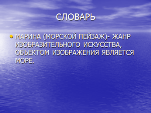 СЛОВАРЬ
МАРИНА (МОРСКОЙ ПЕЙЗАЖ)- ЖАНР
ИЗОБРАЗИТЕЛЬНОГО ИСКУССТВА,
ОБЪЕКТОМ ИЗОБРАЖЕНИЯ ЯВЛЯЕТСЯ
МОРЕ.